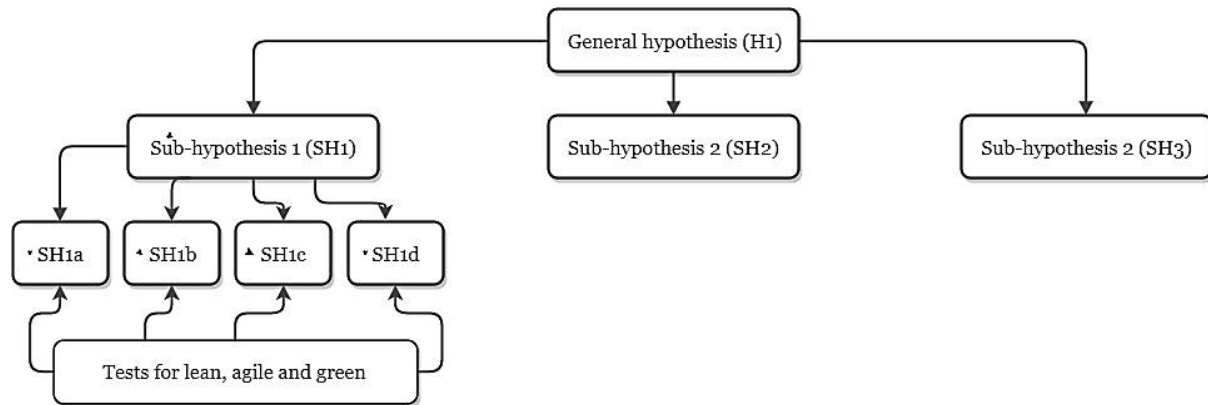 General hypothesis (H1)
Sub-hypothesis 1 (SH1)
Sub-hypothesis 2 (SH2)
Sub-hypothesis 2 (SH3)
SH1a
SH1b
SH1c
SH1d
Tests for lean, agile and green